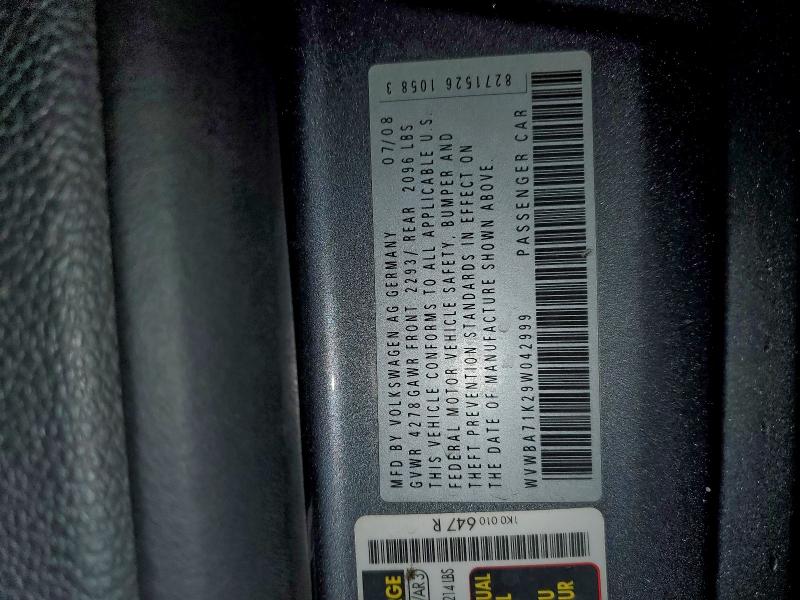 8271526 1058 3
MFD BY VOLKSWAGEN AG GERMANY 07/08
GVWR 4278 GAWR FRONT 2293/ REAR 2096 LBS
THIS VEHICLE CONFORMS TO ALL APPLICABLE U.S.
FEDERAL MOTOR VEHICLE SAFETY, BUMPER AND
THEFT PREVENTION STANDARDS IN EFFECT ON
THE DATE OF MANUFACTURE SHOWN ABOVE.
WVWBA71K29W042999 PASSENGER CAR
1K0 010 647 R